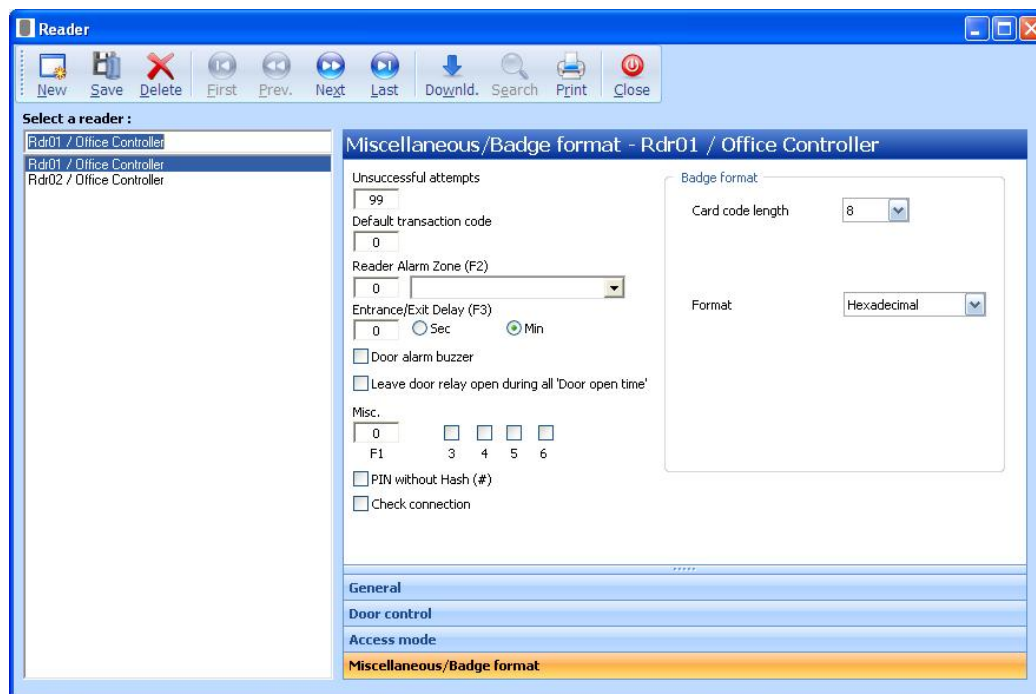 Reader
New Save Delete First Prev. Next Last Downld. Search Print Close
Select a reader :
Rdr01 / Office Controller
Rdr01 / Office Controller
Rdr02 / Office Controller
Miscellaneous/Badge format - Rdr01 / Office Controller
Unsuccessful attempts
99
Default transaction code
0
Reader Alarm Zone (F2)
0
Entrance/Exit Delay (F3)
0 Sec Min
Door alarm buzzer
Leave door relay open during all 'Door open time'
Misc.
0
F1 3 4 5 6
PIN without Hash (#)
Check connection
Badge format
Card code length 8
Format Hexadecimal
General
Door control
Access mode
Miscellaneous/Badge format